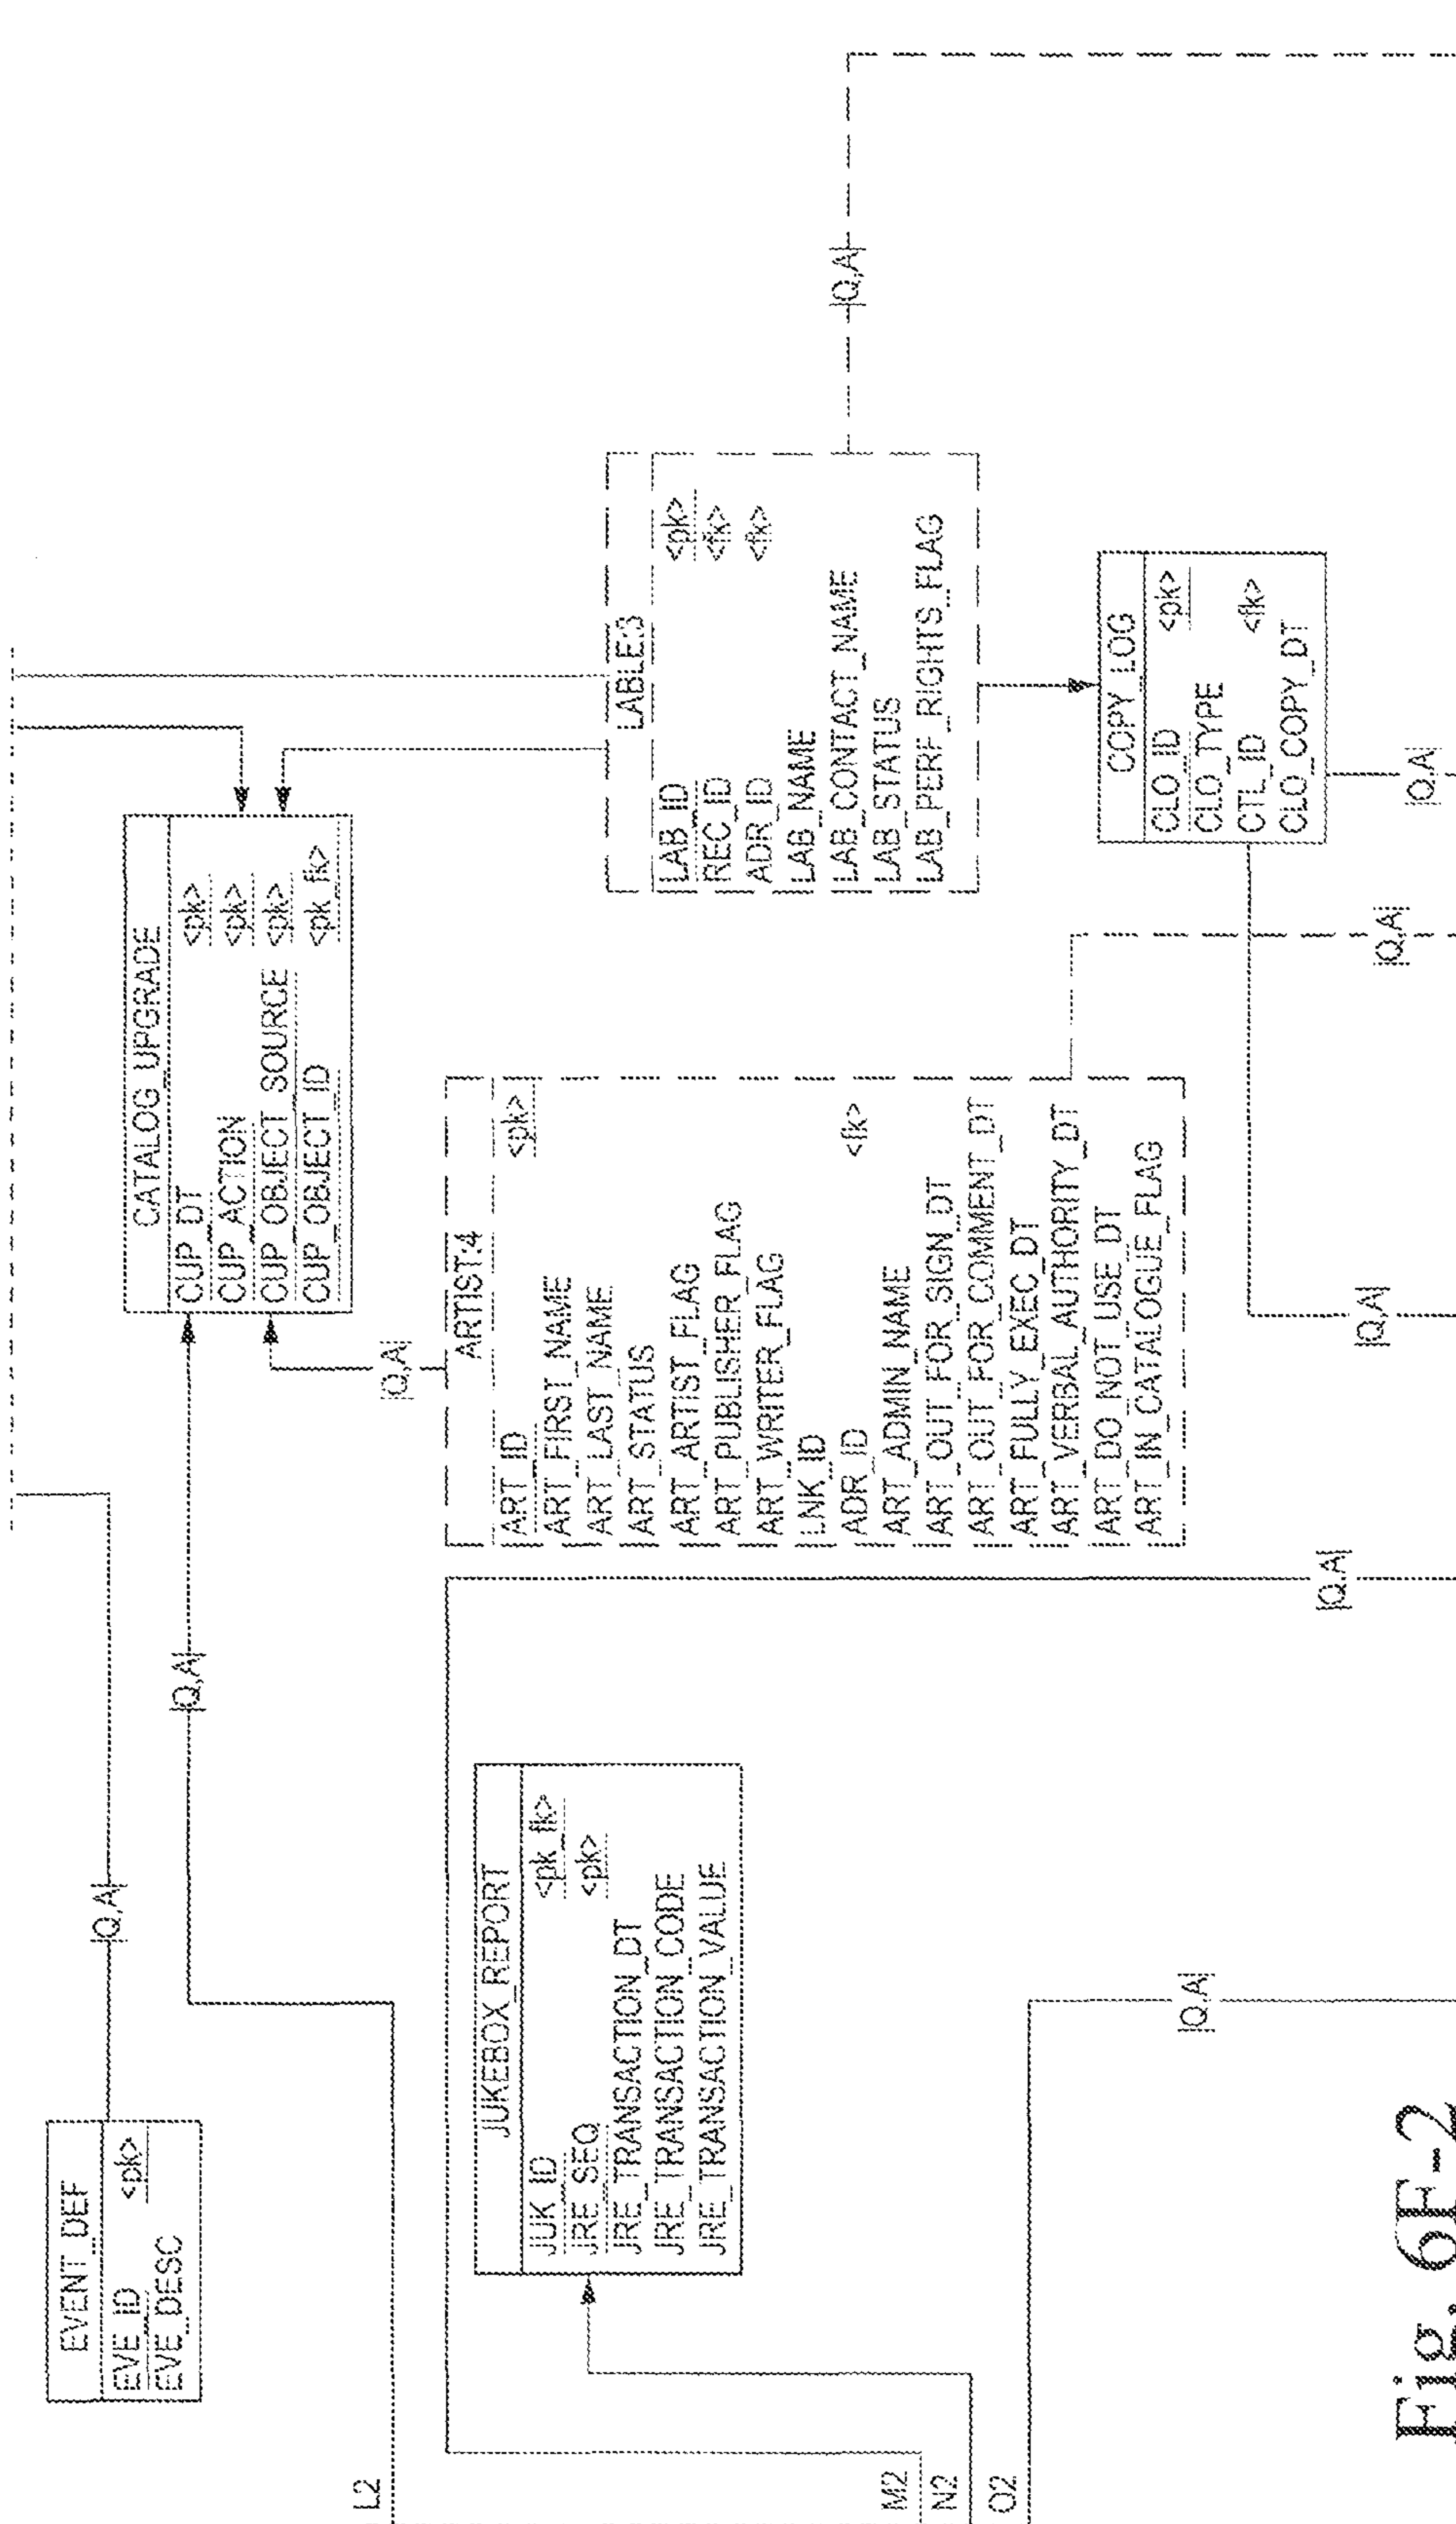 EVENT_DEF
EVE_ID <pk>
EVE_DESC
|Q,A|
L2
|Q,A|
CATALOG_UPGRADE
CUP_DT <pk>
CUP_ACTION <pk>
CUP_OBJECT_SOURCE <pk>
CUP_OBJECT_ID <pk_fk>
|Q,A|
JUKEBOX_REPORT
JUK_ID <pk_fk>
JRE_SEQ <pk>
JRE_TRANSACTION_DT
JRE_TRANSACTION_CODE
JRE_TRANSACTION_VALUE
ARTIST:4
ART_ID <pk>
ART_FIRST_NAME
ART_LAST_NAME
ART_STATUS
ART_ARTIST_FLAG
ART_PUBLISHER_FLAG
ART_WRITER_FLAG
LNK_ID
ADR_ID <fk>
ART_ADMIN_NAME
ART_OUT_FOR_SIGN_DT
ART_OUT_FOR_COMMENT_DT
ART_FULLY_EXEC_DT
ART_VERBAL_AUTHORITY_DT
ART_DO_NOT_USE_DT
ART_IN_CATALOGUE_FLAG
LABLE:3
LAB_ID <pk>
REC_ID <fk>
ADR_ID <fk>
LAB_NAME
LAB_CONTACT_NAME
LAB_STATUS
LAB_PERF_RIGHTS_FLAG
|Q,A|
M2
N2
O2
COPY_LOG
CLO_ID <pk>
CLO_TYPE
CTL_ID <fk>
CLO_COPY_DT
|Q,A|
|Q,A|
|Q,A|
|Q,A|
|Q,A|
Fig. 6F-2